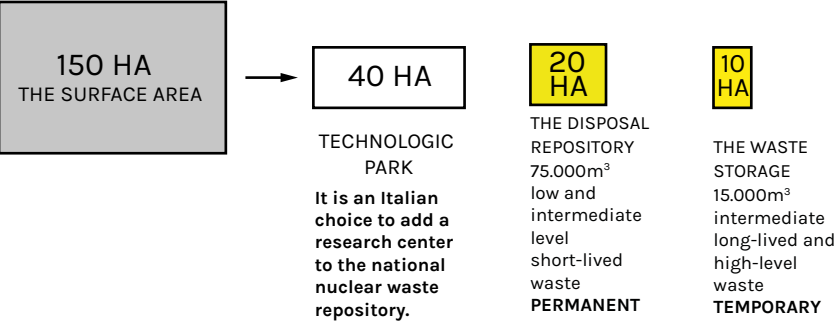 150 HA
THE SURFACE AREA
40 HA
TECHNOLOGIC
PARK
It is an Italian
choice to add a
research center
to the national
nuclear waste
repository.
20
HA
THE DISPOSAL
REPOSITORY
75.000m³
low and
intermediate
level
short-lived
waste
PERMANENT
10
HA
THE WASTE
STORAGE
15.000m³
intermediate
long-lived and
high-level
waste
TEMPORARY